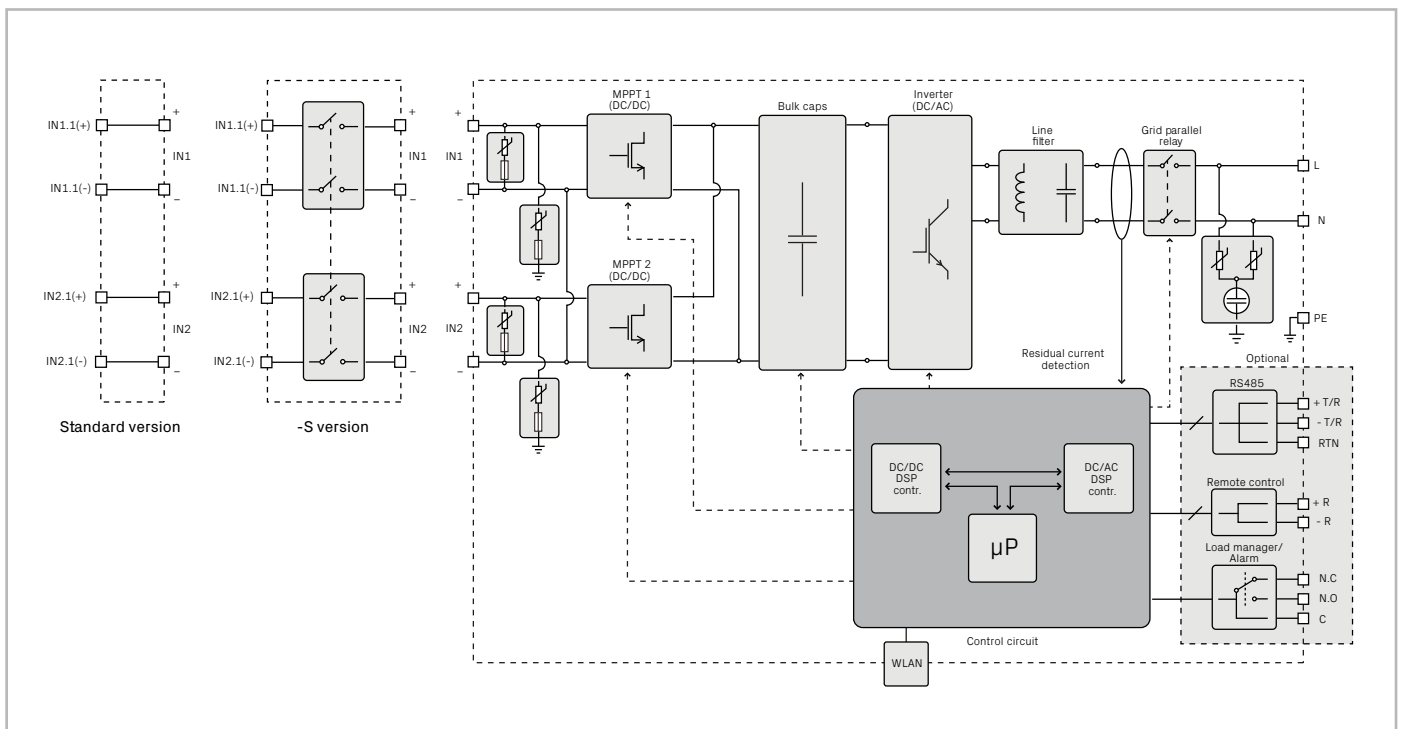 IN1.1(+)
+
IN1
IN1.1(-)
–
IN2.1(+)
+
IN2
IN2.1(-)
–
Standard version
IN1.1(+)
+
IN1
IN1.1(-)
–
IN2.1(+)
+
IN2
IN2.1(-)
–
-S version
+
IN1
–
+
IN2
–
MPPT 1
(DC/DC)
MPPT 2
(DC/DC)
Bulk caps
Inverter
(DC/AC)
Line
filter
Grid parallel
relay
L
N
PE
Residual current
detection
Optional
RS485
+ T/R
- T/R
RTN
Remote control
+ R
- R
Load manager/
Alarm
N.C
N.O
C
DC/DC
DSP
contr.
DC/AC
DSP
contr.
µP
Control circuit
WLAN